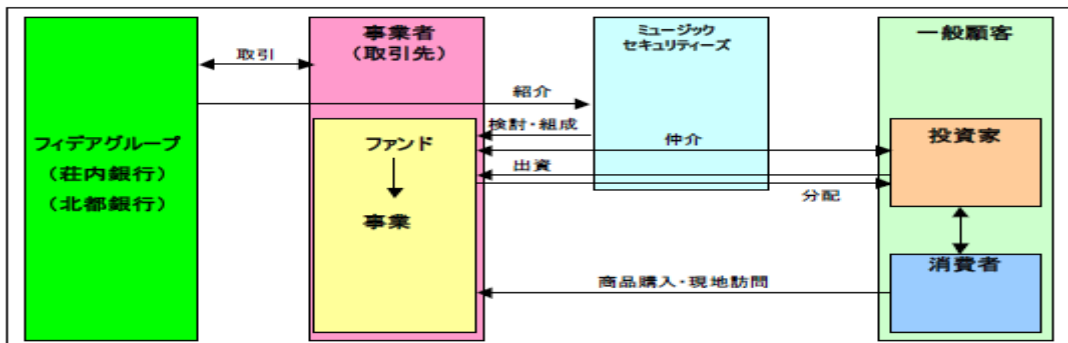 フィデアグループ
（荘内銀行）
（北都銀行）
取引
事業者
（取引先）
ファンド
事業
ミュージック
セキュリティーズ
紹介
検討・組成
仲介
出資
分配
商品購入・現地訪問
一般顧客
投資家
消費者